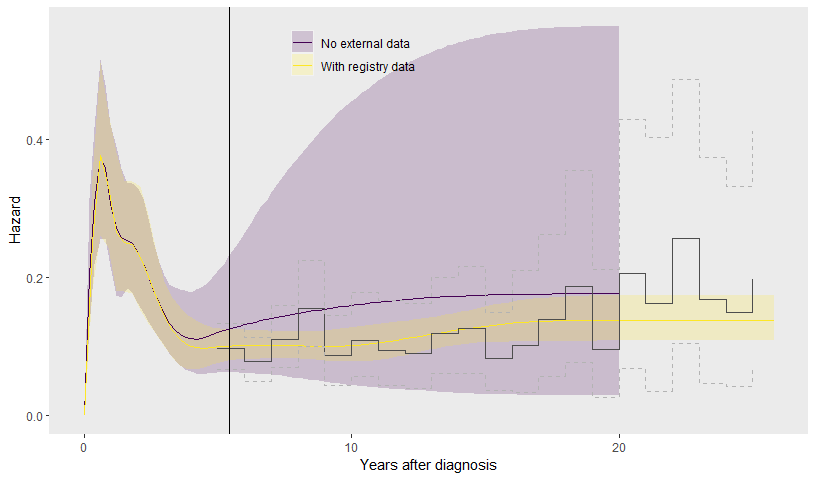 No external data
With registry data
0.4
0.2
0.0
Hazard
0
10
20
Years after diagnosis